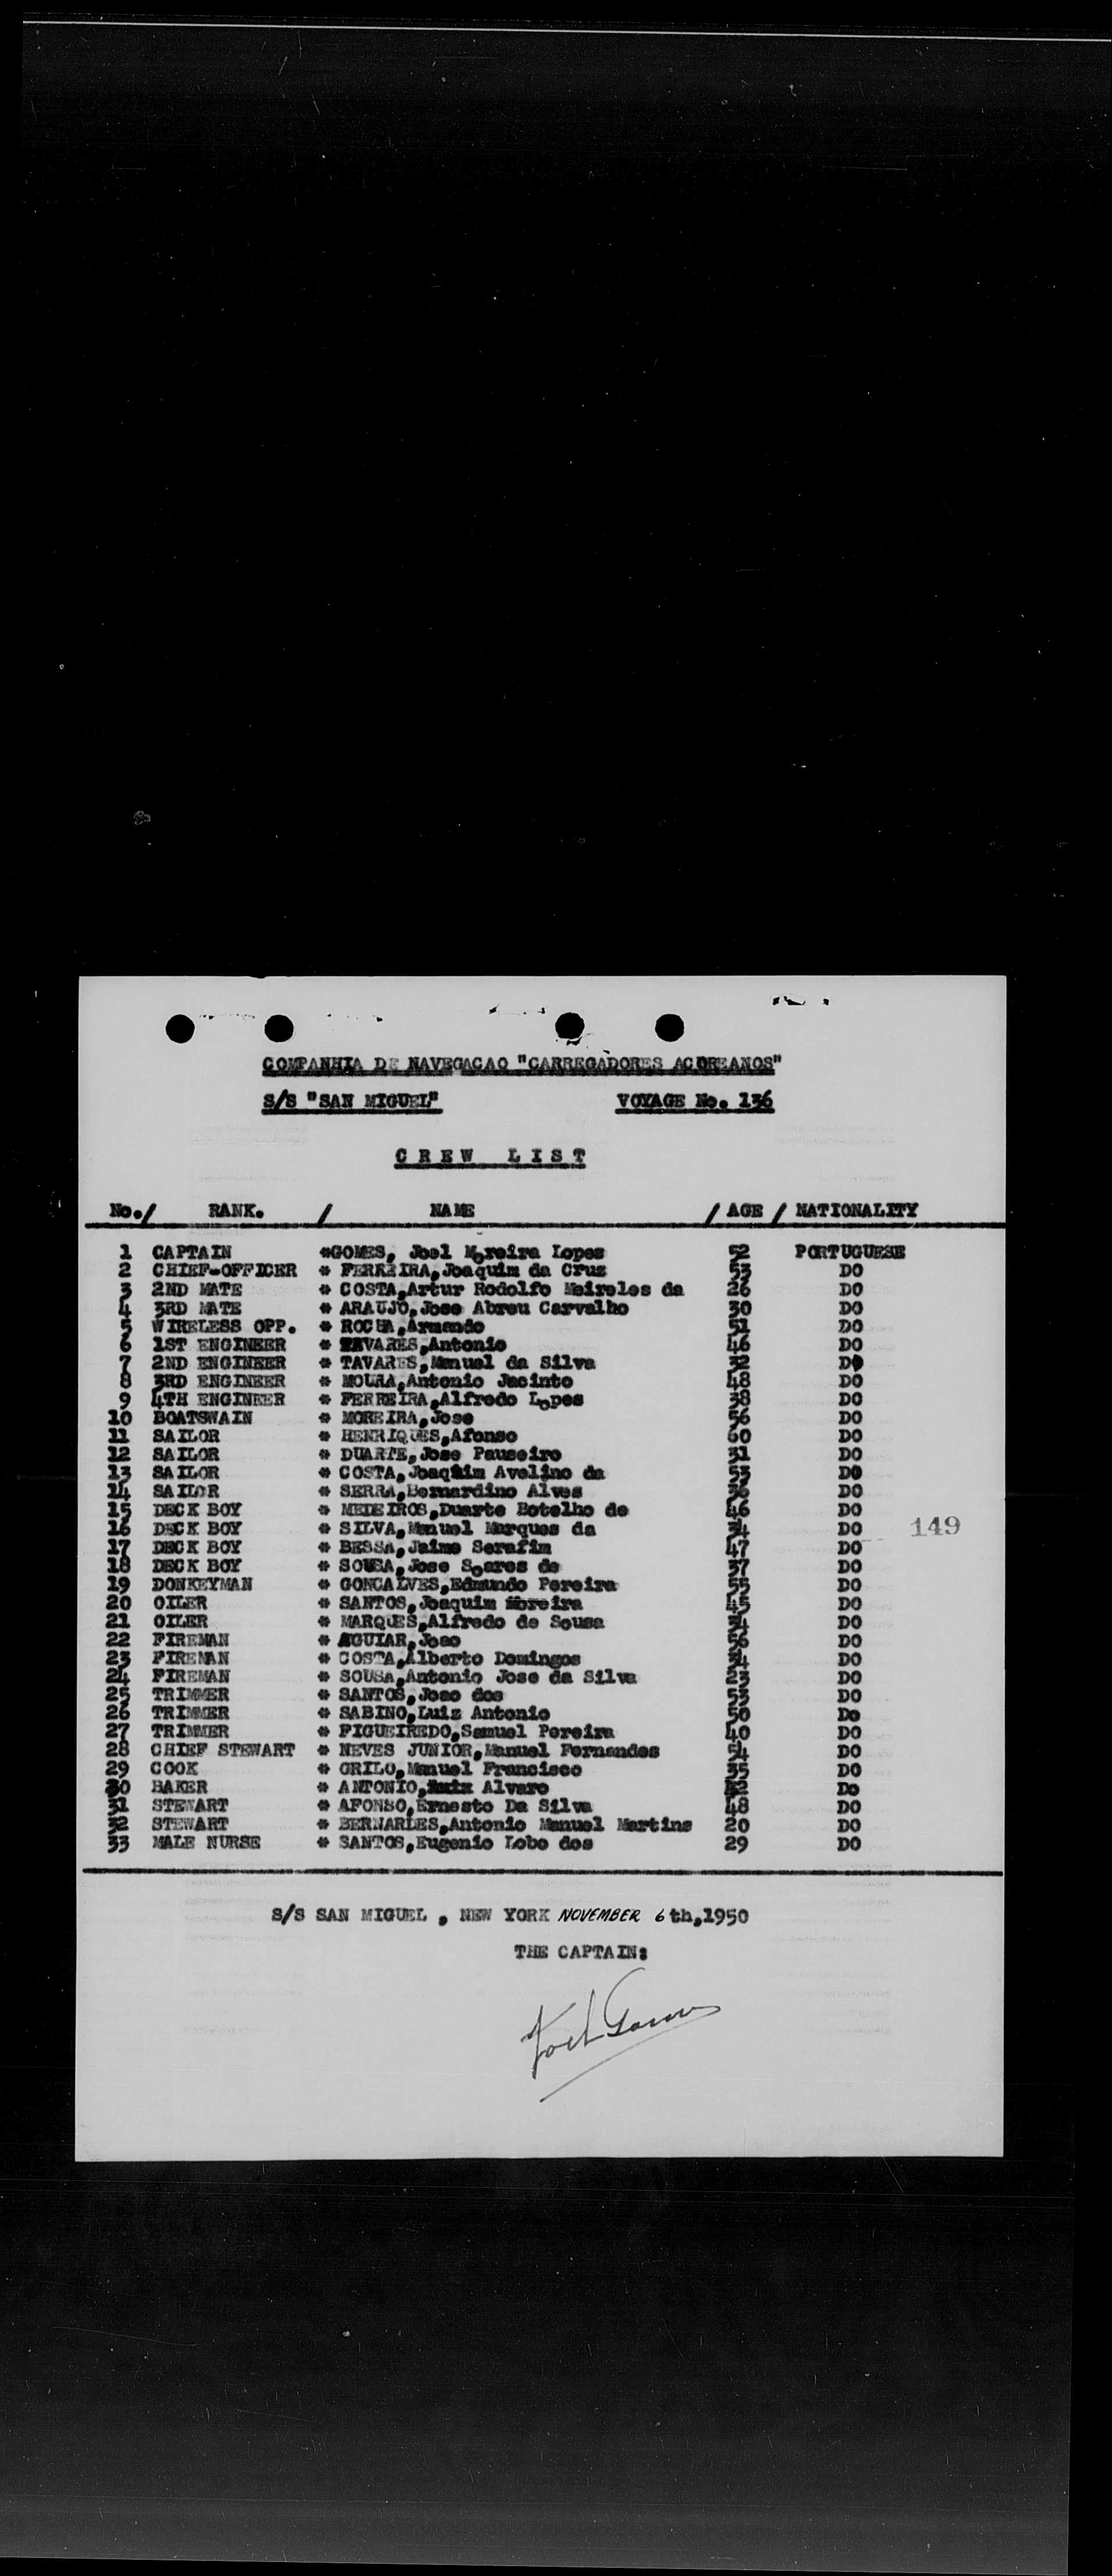 COMPANHIA DE NAVEGACAO "CARREGADORES ACOREANOS"
S/S "SAN MIGUEL" VOYAGE No. 136
CREW LIST
No./ RANK. / NAME / AGE / NATIONALITY
1 CAPTAIN *GOMES, Joel Moreira Lopes 52 PORTUGUESE
2 CHIEF-OFFICER * FERREIRA,Joaquim da Cruz 53 DO
3 2ND MATE * COSTA,Artur Rodolfo Meireles da 26 DO
4 3RD MATE * ARAUJO,Jose Abreu Carvalho 30 DO
5 WIRELESS OPP. * ROCHA,Armando 51 DO
6 1ST ENGINEER * TAVARES,Antonio 46 DO
7 2ND ENGINEER * TAVARES,Manuel da Silva 32 DO
8 3RD ENGINEER * MOURA,Antonio Jacinto 48 DO
9 4TH ENGINEER * FERREIRA,Alfredo Lopes 38 DO
10 BOATSWAIN * MOREIRA,Jose 56 DO
11 SAILOR * HENRIQUES,Afonso 60 DO
12 SAILOR * DUARTE,Jose Pauseiro 31 DO
13 SAILOR * COSTA,Joaquim Avelino da 53 DO
14 SAILOR * SERRA,Bernardino Alves 36 DO
15 DECK BOY * MEDEIROS,Duarte Botelho de 46 DO
16 DECK BOY * SILVA,Manuel Marques da 34 DO 149
17 DECK BOY * BESSA,Jaime Serafim 47 DO
18 DECK BOY * SOUSA,Jose Soares de 37 DO
19 DONKEYMAN * GONCALVES,Edmundo Pereira 55 DO
20 OILER * SANTOS,Joaquim Moreira 45 DO
21 OILER * MARQUES,Alfredo de Sousa 34 DO
22 FIREMAN * AGUIAR,Joao 56 DO
23 FIREMAN * COSTA,Alberto Domingos 34 DO
24 FIREMAN * SOUSA,Antonio Jose da Silva 23 DO
25 TRIMMER * SANTOS,Joao dos 53 DO
26 TRIMMER * SABINO,Luiz Antonio 50 Do
27 TRIMMER * FIGUEIREDO,Samuel Pereira 40 DO
28 CHIEF STEWART * NEVES JUNIOR,Manuel Fernandes 54 DO
29 COOK * GRILO,Manuel Francisco 35 DO
30 BAKER * ANTONIO, Alvaro Do
31 STEWART * AFONSO,Ernesto Da Silva 48 DO
32 STEWART * BERNARDES,Antonio Manuel Martins 20 DO
33 MALE NURSE * SANTOS,Eugenio Lobo dos 29 DO
S/S SAN MIGUEL , NEW YORK NOVEMBER 6th,1950
THE CAPTAIN:
Joel Gomes